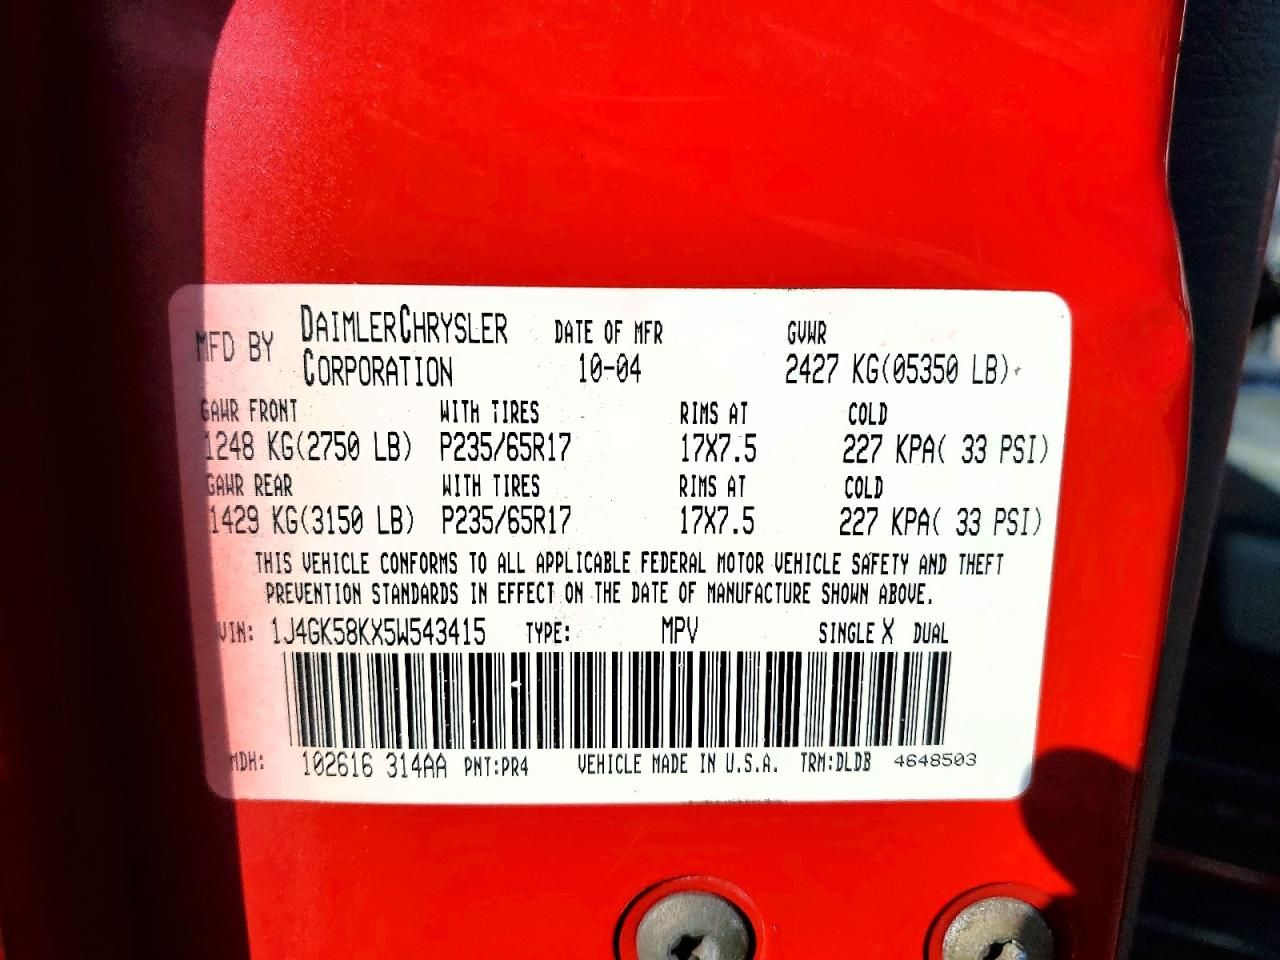 MFD BY DAIMLERCHRYSLER CORPORATION DATE OF MFR 10-04 GVWR 2427 KG(05350 LB)
GAWR FRONT WITH TIRES RIMS AT COLD
1248 KG(2750 LB) P235/65R17 17X7.5 227 KPA( 33 PSI)
GAWR REAR WITH TIRES RIMS AT COLD
1429 KG(3150 LB) P235/65R17 17X7.5 227 KPA( 33 PSI)
THIS VEHICLE CONFORMS TO ALL APPLICABLE FEDERAL MOTOR VEHICLE SAFETY AND THEFT
PREVENTION STANDARDS IN EFFECT ON THE DATE OF MANUFACTURE SHOWN ABOVE.
VIN: 1J4GK58KX5W543415 TYPE: MPV SINGLE X DUAL
MDH: 102616 314AA PNT:PR4 VEHICLE MADE IN U.S.A. TRM:DLDB 4648503